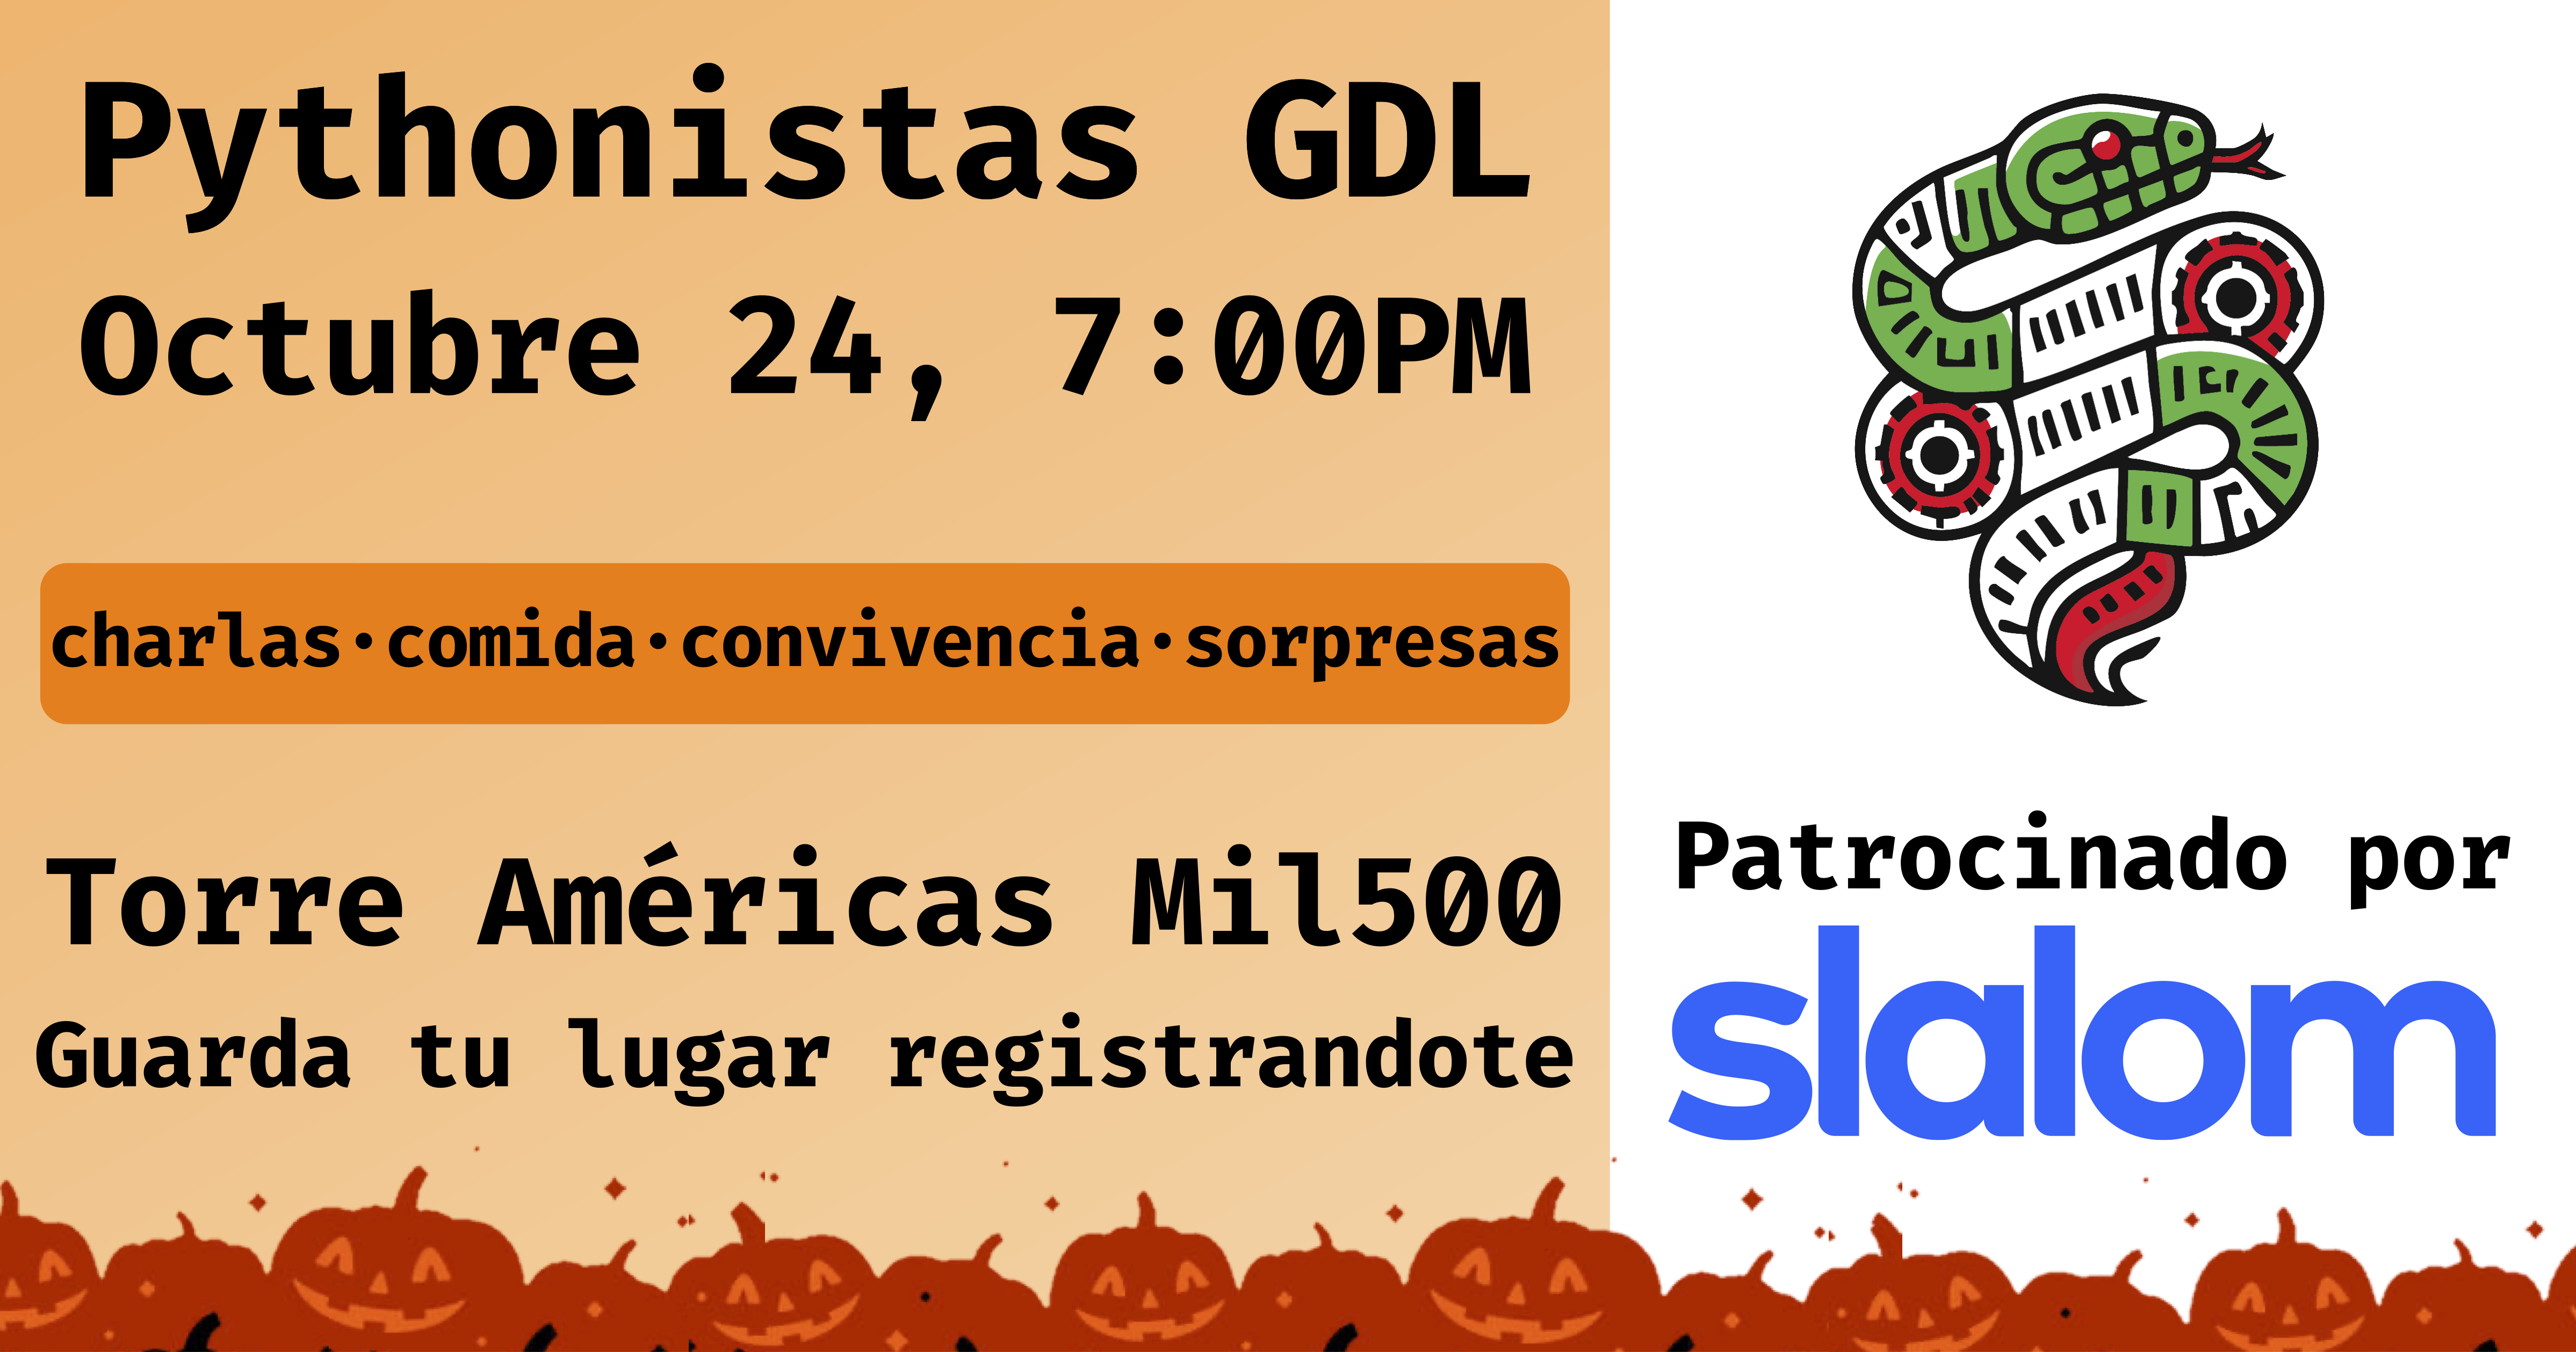 Pythonistas GDL
Octubre 24, 7:00PM
charlas·comida·convivencia·sorpresas
Torre Américas Mil500
Guarda tu lugar registrandote
Patrocinado por
slalom